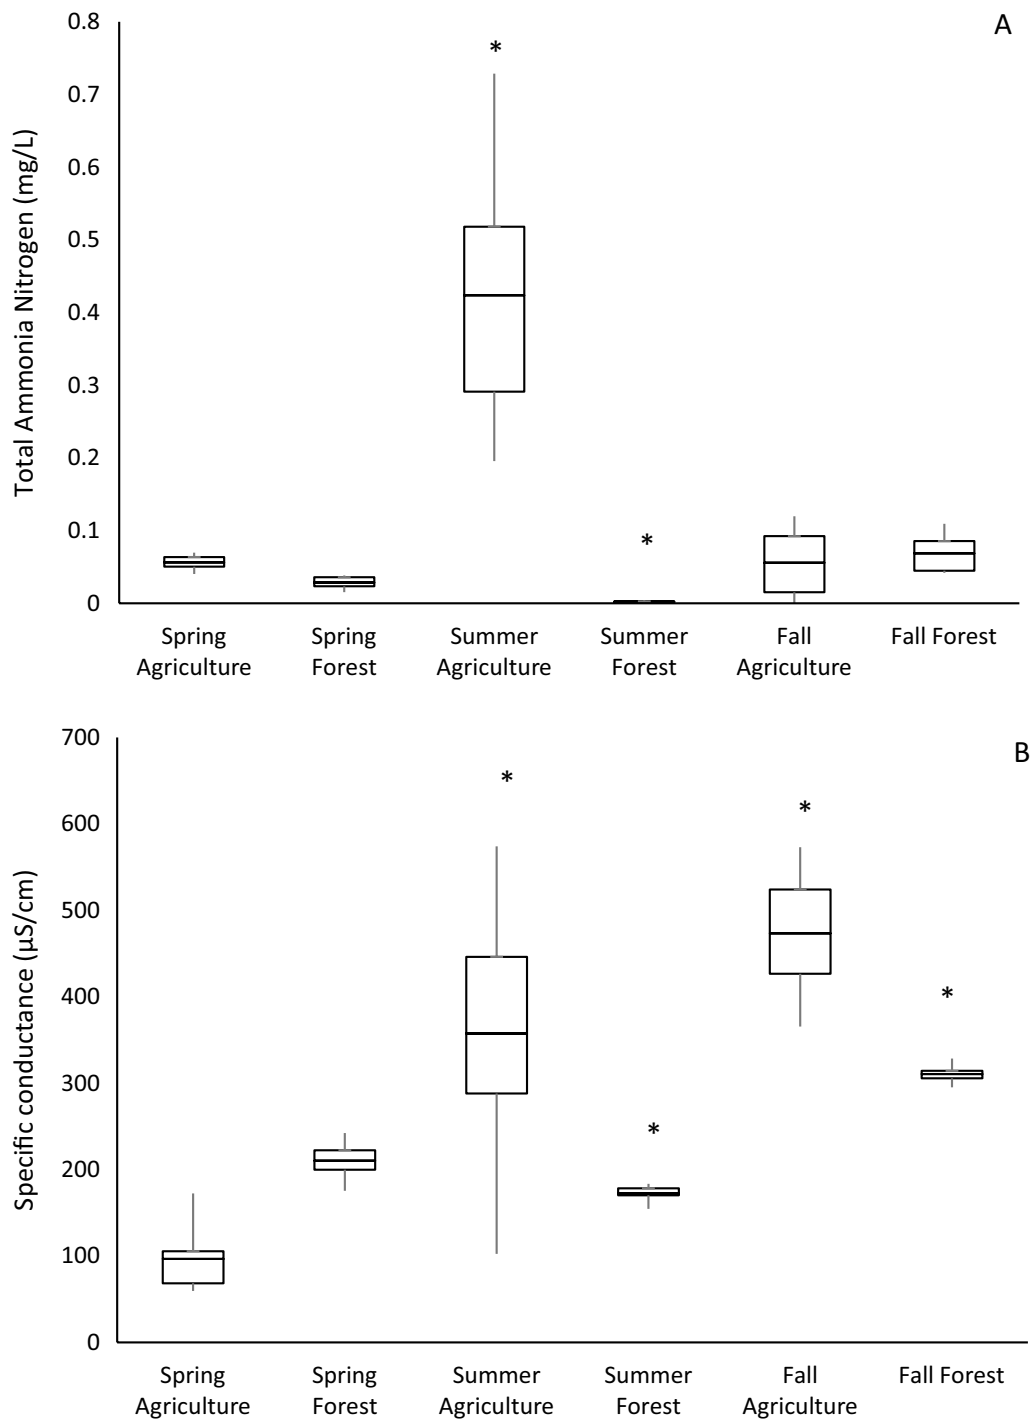 A
Total Ammonia Nitrogen (mg/L)
0.8
0.7
0.6
0.5
0.4
0.3
0.2
0.1
0
*
*
Spring
Agriculture
Spring
Forest
Summer
Agriculture
Summer
Forest
Fall
Agriculture
Fall Forest
B
Specific conductance (µS/cm)
700
600
500
400
300
200
100
0
*
*
*
*
Spring
Agriculture
Spring
Forest
Summer
Agriculture
Summer
Forest
Fall
Agriculture
Fall Forest